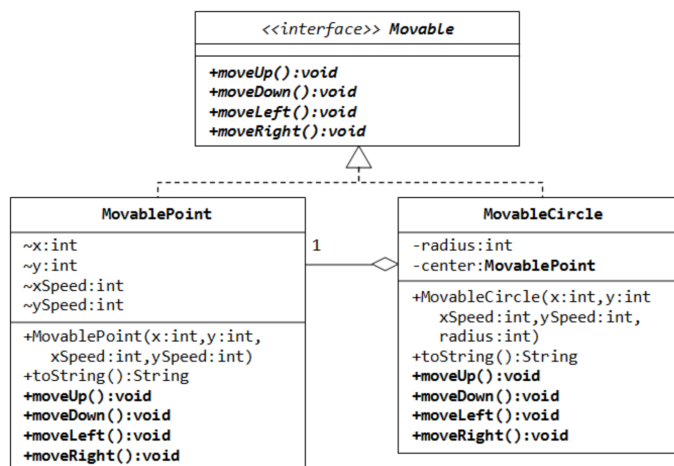 <<interface>> Movable
+moveUp():void
+moveDown():void
+moveLeft():void
+moveRight():void
MovablePoint
~x:int
~y:int
~xSpeed:int
~ySpeed:int
+MovablePoint(x:int,y:int,
xSpeed:int,ySpeed:int)
+toString():String
+moveUp():void
+moveDown():void
+moveLeft():void
+moveRight():void
1
MovableCircle
-radius:int
-center:MovablePoint
+MovableCircle(x:int,y:int
xSpeed:int,ySpeed:int,
radius:int)
+toString():String
+moveUp():void
+moveDown():void
+moveLeft():void
+moveRight():void